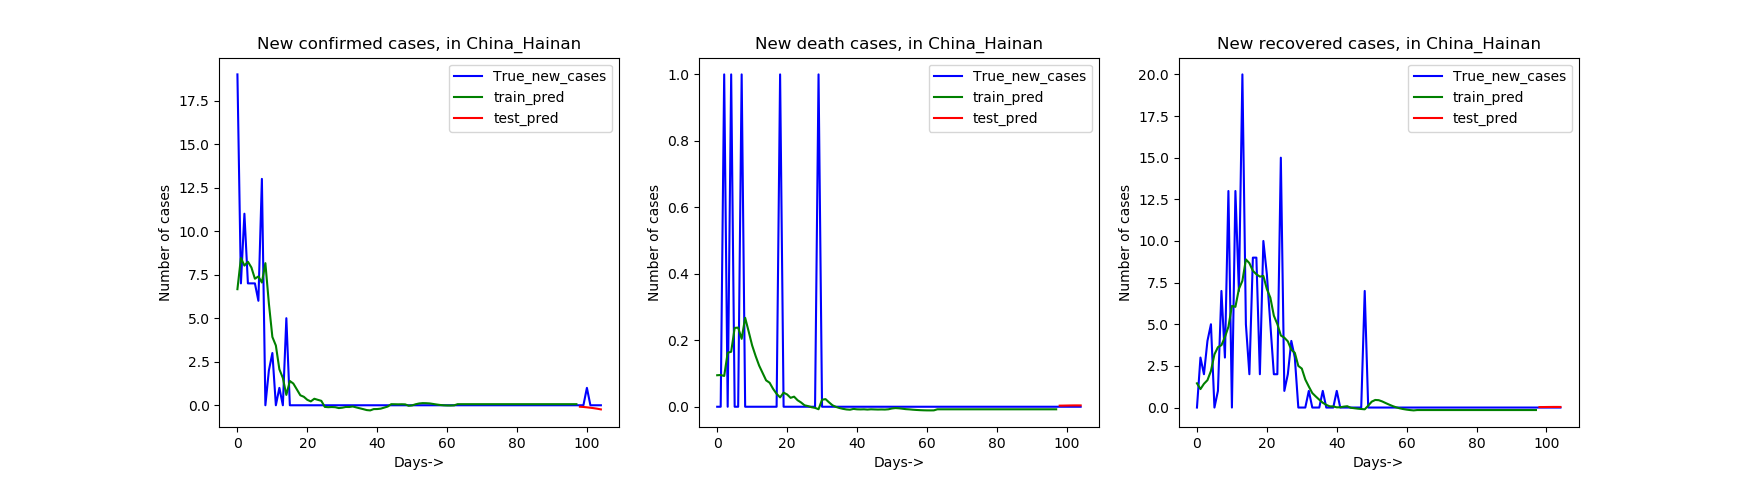 New confirmed cases, in China_Hainan
True_new_cases
train_pred
test_pred
17.5
15.0
12.5
10.0
7.5
5.0
2.5
0.0
Number of cases
0 20 40 60 80 100
Days->
New death cases, in China_Hainan
True_new_cases
train_pred
test_pred
1.0
0.8
0.6
0.4
0.2
0.0
Number of cases
0 20 40 60 80 100
Days->
New recovered cases, in China_Hainan
True_new_cases
train_pred
test_pred
20.0
17.5
15.0
12.5
10.0
7.5
5.0
2.5
0.0
Number of cases
0 20 40 60 80 100
Days->